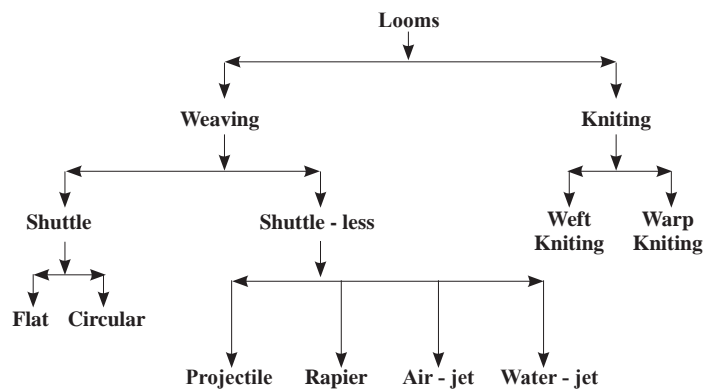 Looms
Weaving Kniting
Shuttle Shuttle - less Weft Warp
Kniting Kniting
Flat Circular
Projectile Rapier Air - jet Water - jet